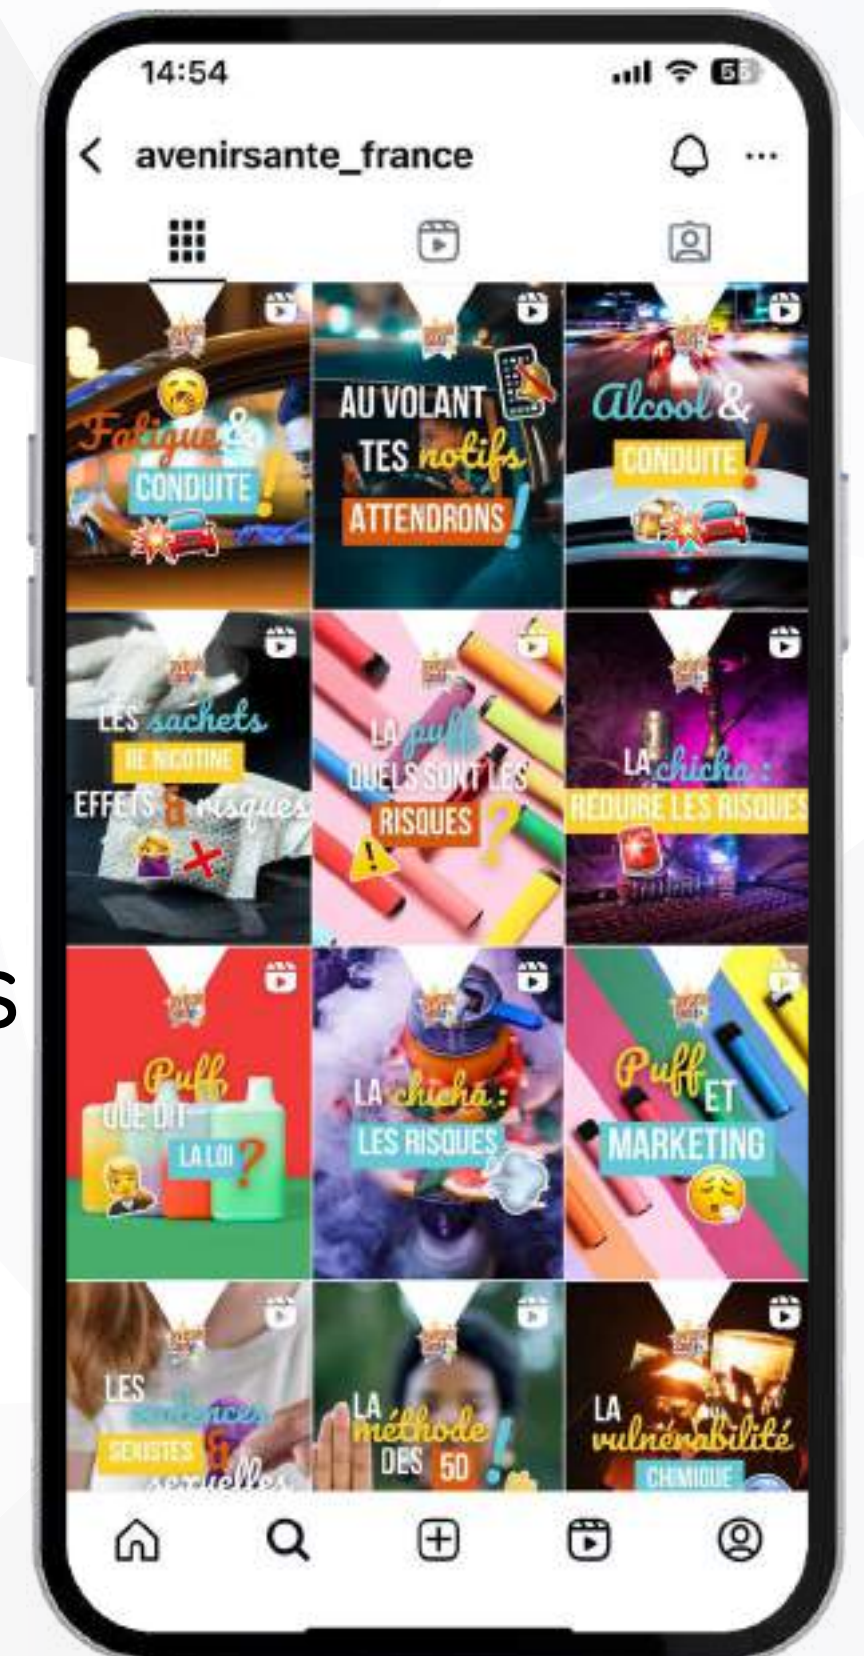 14:54
avenirsante_france
Fatigue &
CONDUITE !
AU VOLANT
TES notifs
ATTENDRONS !
Alcool &
CONDUITE !
LES sachets
DE NICOTINE
EFFETS & risques
LA puff
QUELS SONT LES
RISQUES ?
LA chicha :
RÉDUIRE LES RISQUES
Puff
QUE DIT
LA LOI ?
LA chicha :
LES RISQUES
Puff ET
MARKETING
LES violences
SEXISTES &
sexuelles
LA
méthode
DES 5D !
LA
vulnérabilité
CHIMIQUE
s